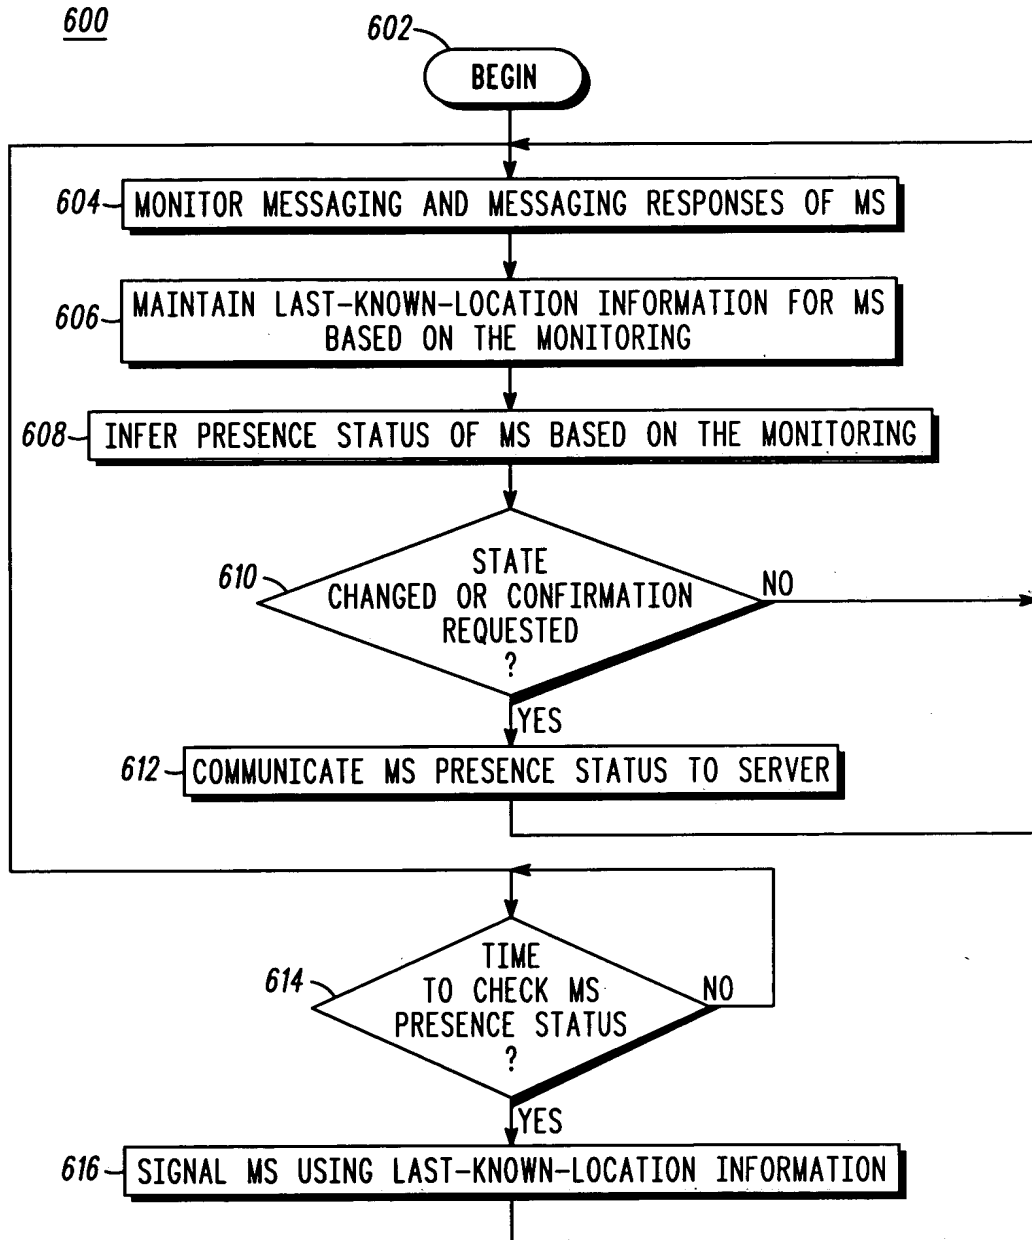 600
602
BEGIN
604
MONITOR MESSAGING AND MESSAGING RESPONSES OF MS
606
MAINTAIN LAST-KNOWN-LOCATION INFORMATION FOR MS
BASED ON THE MONITORING
608
INFER PRESENCE STATUS OF MS BASED ON THE MONITORING
610
STATE
CHANGED OR CONFIRMATION
REQUESTED
?
NO
YES
612
COMMUNICATE MS PRESENCE STATUS TO SERVER
614
TIME
TO CHECK MS
PRESENCE STATUS
?
NO
YES
616
SIGNAL MS USING LAST-KNOWN-LOCATION INFORMATION